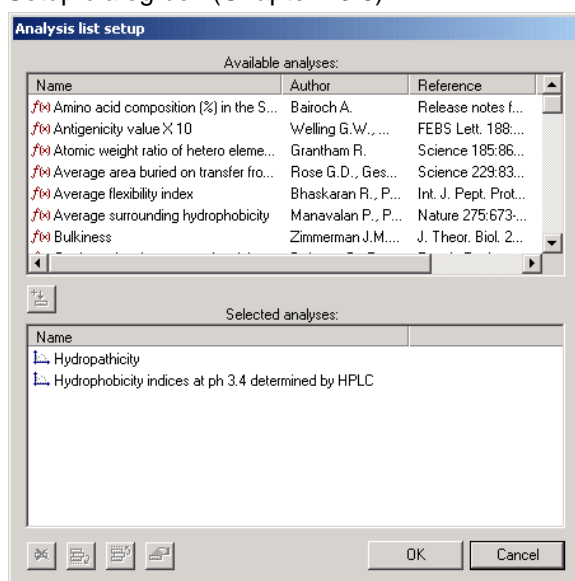 Analysis list setup
Available analyses:
Name Author Reference
f(x) Amino acid composition (%) in the S... Bairoch A. Release notes f...
f(x) Antigenicity value X 10 Welling G.W., ... FEBS Lett. 188:...
f(x) Atomic weight ratio of hetero eleme... Grantham R. Science 185:86...
f(x) Average area buried on transfer fro... Rose G.D., Ges... Science 229:83...
f(x) Average flexibility index Bhaskaran R., P... Int. J. Pept. Prot...
f(x) Average surrounding hydrophobicity Manavalan P., P... Nature 275:673-...
f(x) Bulkiness Zimmerman J.M.... J. Theor. Biol. 2...
Selected analyses:
Name
Hydropathicity
Hydrophobicity indices at ph 3.4 determined by HPLC
OK Cancel